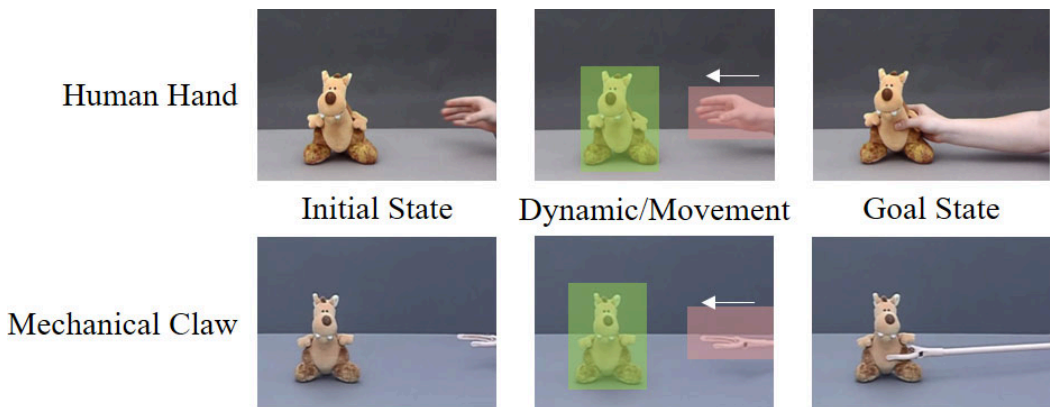 Human Hand
Initial State
Dynamic/Movement
Goal State
Mechanical Claw